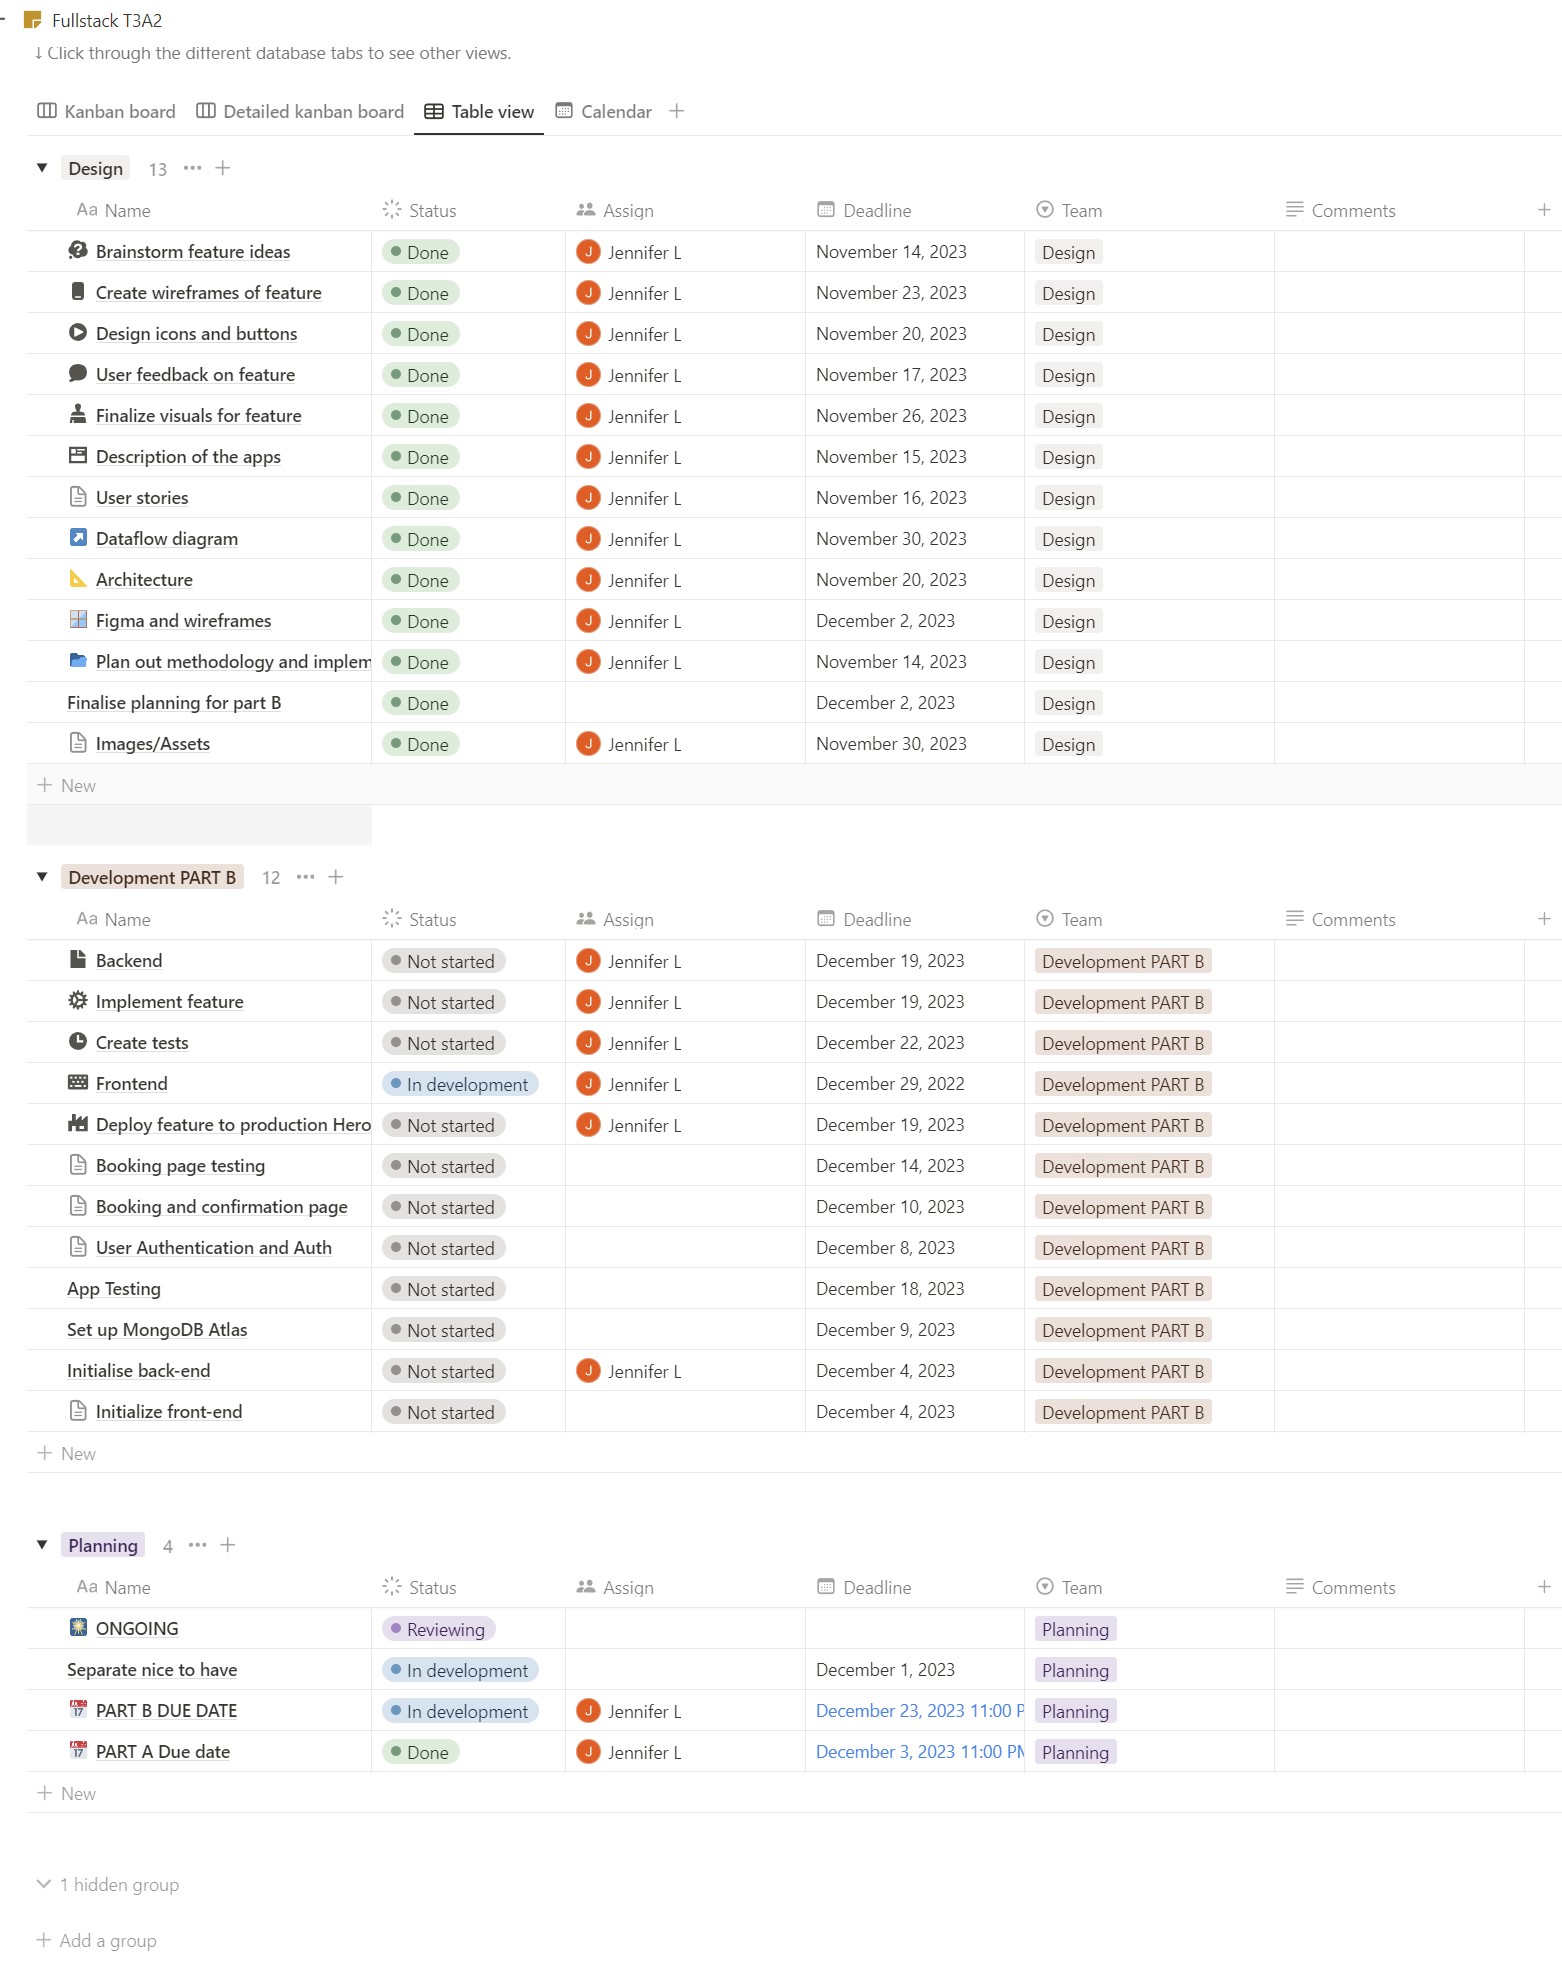 Fullstack T3A2
↓ Click through the different database tabs to see other views.
Kanban board Detailed kanban board Table view Calendar +
Design 13 ••• +
Aa Name Status Assign Deadline Team Comments +
Brainstorm feature ideas Done J Jennifer L November 14, 2023 Design
Create wireframes of feature Done J Jennifer L November 23, 2023 Design
Design icons and buttons Done J Jennifer L November 20, 2023 Design
User feedback on feature Done J Jennifer L November 17, 2023 Design
Finalize visuals for feature Done J Jennifer L November 26, 2023 Design
Description of the apps Done J Jennifer L November 15, 2023 Design
User stories Done J Jennifer L November 16, 2023 Design
Dataflow diagram Done J Jennifer L November 30, 2023 Design
Architecture Done J Jennifer L November 20, 2023 Design
Figma and wireframes Done J Jennifer L December 2, 2023 Design
Plan out methodology and implem Done J Jennifer L November 14, 2023 Design
Finalise planning for part B Done December 2, 2023 Design
Images/Assets Done J Jennifer L November 30, 2023 Design
+ New
Development PART B 12 ••• +
Aa Name Status Assign Deadline Team Comments +
Backend Not started J Jennifer L December 19, 2023 Development PART B
Implement feature Not started J Jennifer L December 19, 2023 Development PART B
Create tests Not started J Jennifer L December 22, 2023 Development PART B
Frontend In development J Jennifer L December 29, 2022 Development PART B
Deploy feature to production Hero Not started J Jennifer L December 19, 2023 Development PART B
Booking page testing Not started December 14, 2023 Development PART B
Booking and confirmation page Not started December 10, 2023 Development PART B
User Authentication and Auth Not started December 8, 2023 Development PART B
App Testing Not started December 18, 2023 Development PART B
Set up MongoDB Atlas Not started December 9, 2023 Development PART B
Initialise back-end Not started J Jennifer L December 4, 2023 Development PART B
Initialize front-end Not started December 4, 2023 Development PART B
+ New
Planning 4 ••• +
Aa Name Status Assign Deadline Team Comments +
ONGOING Reviewing Planning
Separate nice to have In development December 1, 2023 Planning
17 PART B DUE DATE In development J Jennifer L December 23, 2023 11:00 P Planning
17 PART A Due date Done J Jennifer L December 3, 2023 11:00 PM Planning
+ New
1 hidden group
+ Add a group